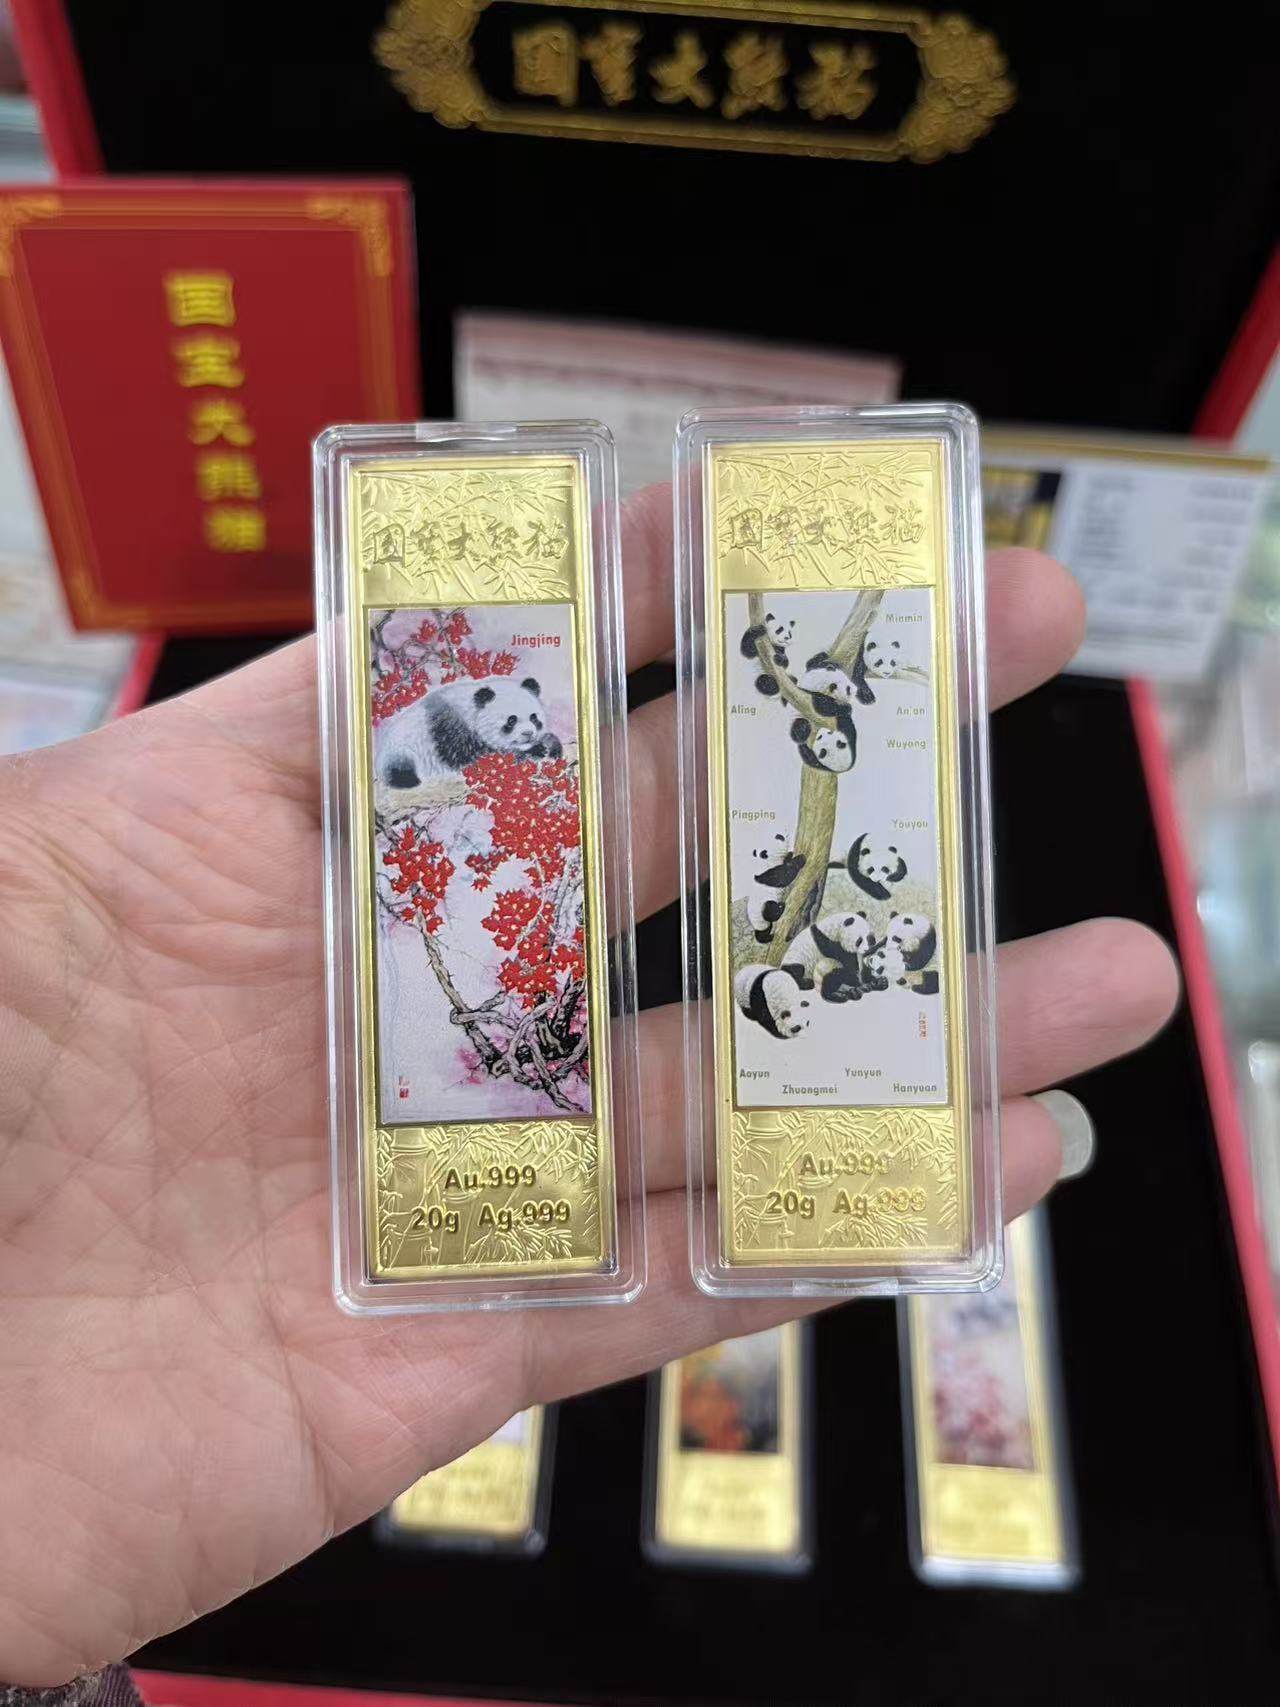 国宝大熊猫
国宝大熊猫
国宝大熊猫
Jingjing
Au.999
20g Ag.999
国宝大熊猫
Minmin
Aling
An'an
Wuyang
Pingping
Youyou
Aoyun
Yunyun
Zhuangmei
Hanyuan
Au.999
20g Ag.999